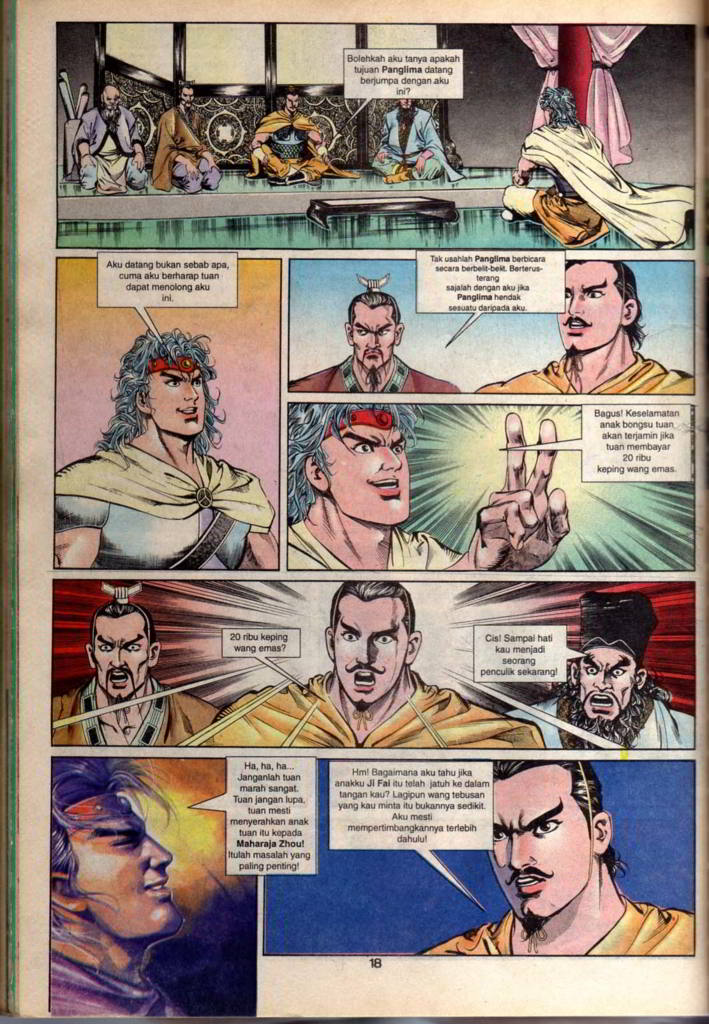 Bolehkah aku tanya apakah
tujuan Panglima datang
berjumpa dengan aku
ini?
Aku datang bukan sebab apa,
cuma aku berharap tuan
dapat menolong aku
ini.
Tak usahlah Panglima berbicara
secara berbelit-belit. Berterus-
terang
sajalah dengan aku jika
Panglima hendak
sesuatu daripada aku.
Bagus! Keselamatan
anak bongsu tuan
akan terjamin jika
tuan membayar
20 ribu
keping wang emas.
20 ribu keping
wang emas?
Cis! Sampai hati
kau menjadi
seorang
penculik sekarang!
Ha, ha, ha...
Janganlah tuan
marah sangat.
Tuan jangan lupa,
tuan mesti
menyerahkan anak
tuan itu kepada
Maharaja Zhou!
Itulah masalah yang
paling penting!
Hm! Bagaimana aku tahu jika
anakku Ji Fai itu telah jatuh ke dalam
tangan kau? Lagipun wang tebusan
yang kau minta itu bukannya sedikit.
Aku mesti
mempertimbangkannya terlebih
dahulu!
18